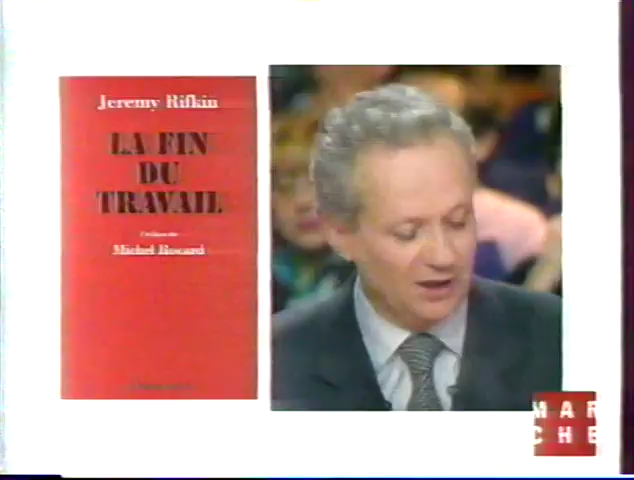 Jeremy Rifkin
LA FIN
DU
TRAVAIL
Michel Rocard
MAR
CHE